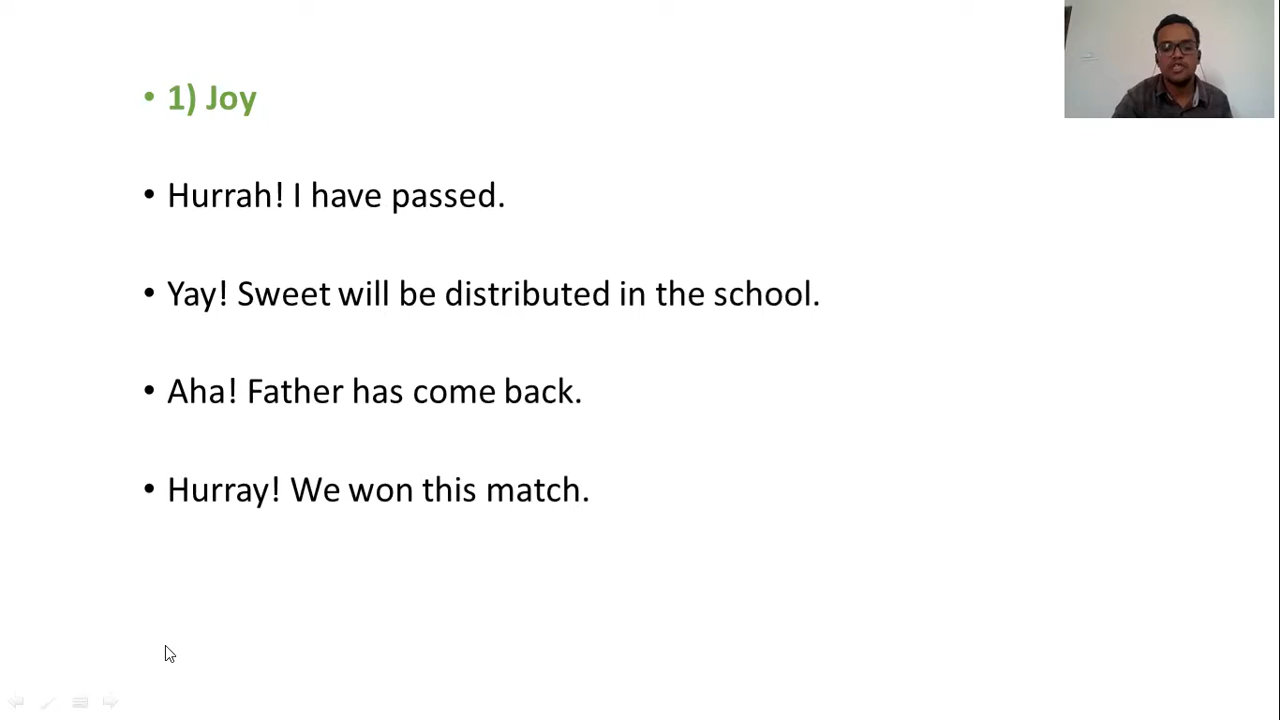 • 1) Joy
• Hurrah! I have passed.
• Yay! Sweet will be distributed in the school.
• Aha! Father has come back.
• Hurray! We won this match.